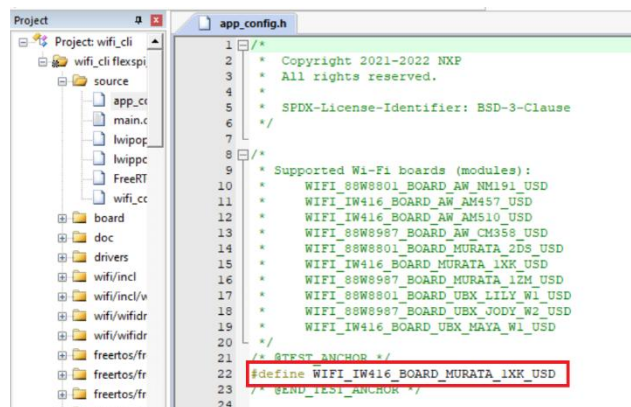 Project
Project: wifi_cli
wifi_cli flexspi_
source
app_co
main.c
lwipop
lwippo
FreeRT
wifi_co
board
doc
drivers
wifi/incl
wifi/incl/w
wifi/wifidr
wifi/wifidr
freertos/fr
freertos/fr
freertos/fr
app_config.h
1 /*
2 * Copyright 2021-2022 NXP
3 * All rights reserved.
4 *
5 * SPDX-License-Identifier: BSD-3-Clause
6 */
7
8 /*
9 * Supported Wi-Fi boards (modules):
10 * WIFI_88W8801_BOARD_AW_NM191_USD
11 * WIFI_IW416_BOARD_AW_AM457_USD
12 * WIFI_IW416_BOARD_AW_AM510_USD
13 * WIFI_88W8987_BOARD_AW_CM358_USD
14 * WIFI_88W8801_BOARD_MURATA_2DS_USD
15 * WIFI_IW416_BOARD_MURATA_1XK_USD
16 * WIFI_88W8987_BOARD_MURATA_1ZM_USD
17 * WIFI_88W8801_BOARD_UBX_LILY_W1_USD
18 * WIFI_88W8987_BOARD_UBX_JODY_W2_USD
19 * WIFI_IW416_BOARD_UBX_MAYA_W1_USD
20 */
21 /* @TEST_ANCHOR */
22 #define WIFI_IW416_BOARD_MURATA_1XK_USD
23 /* @END_TEST_ANCHOR */
24